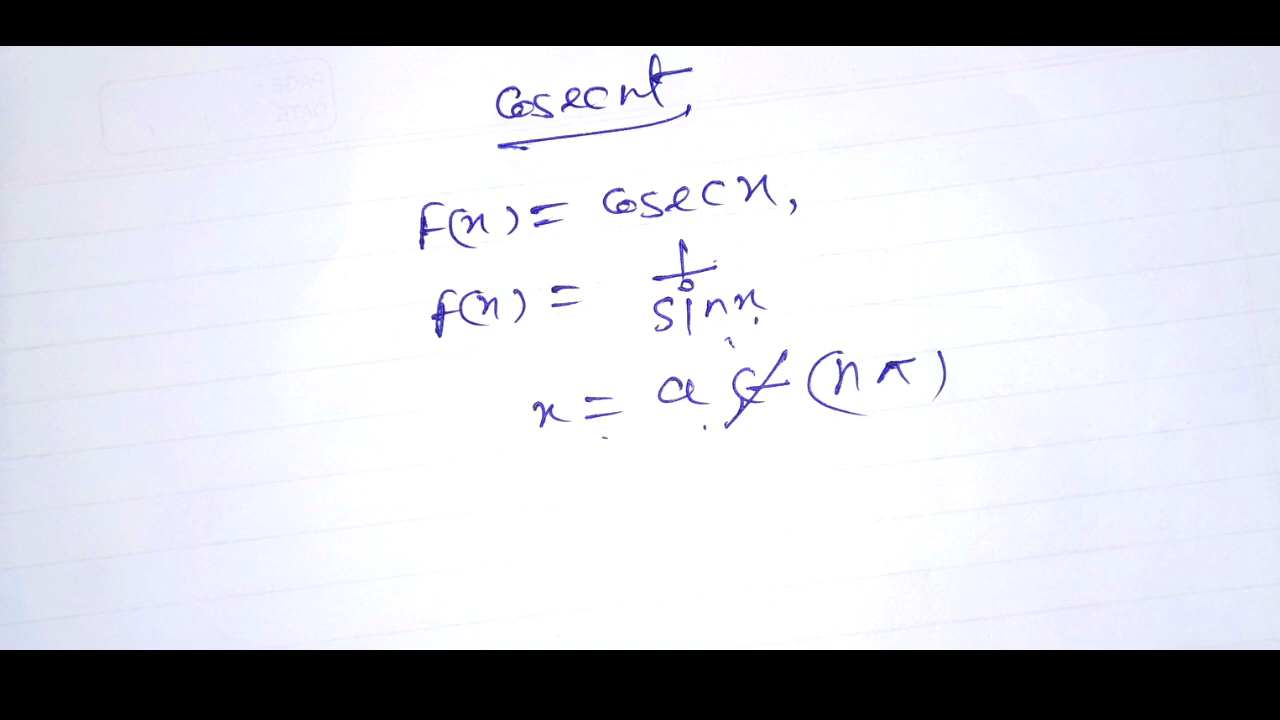 cosecnt
f(x) = cosec x,
f(x) = 1/sin x
x = a ∉ (nπ)